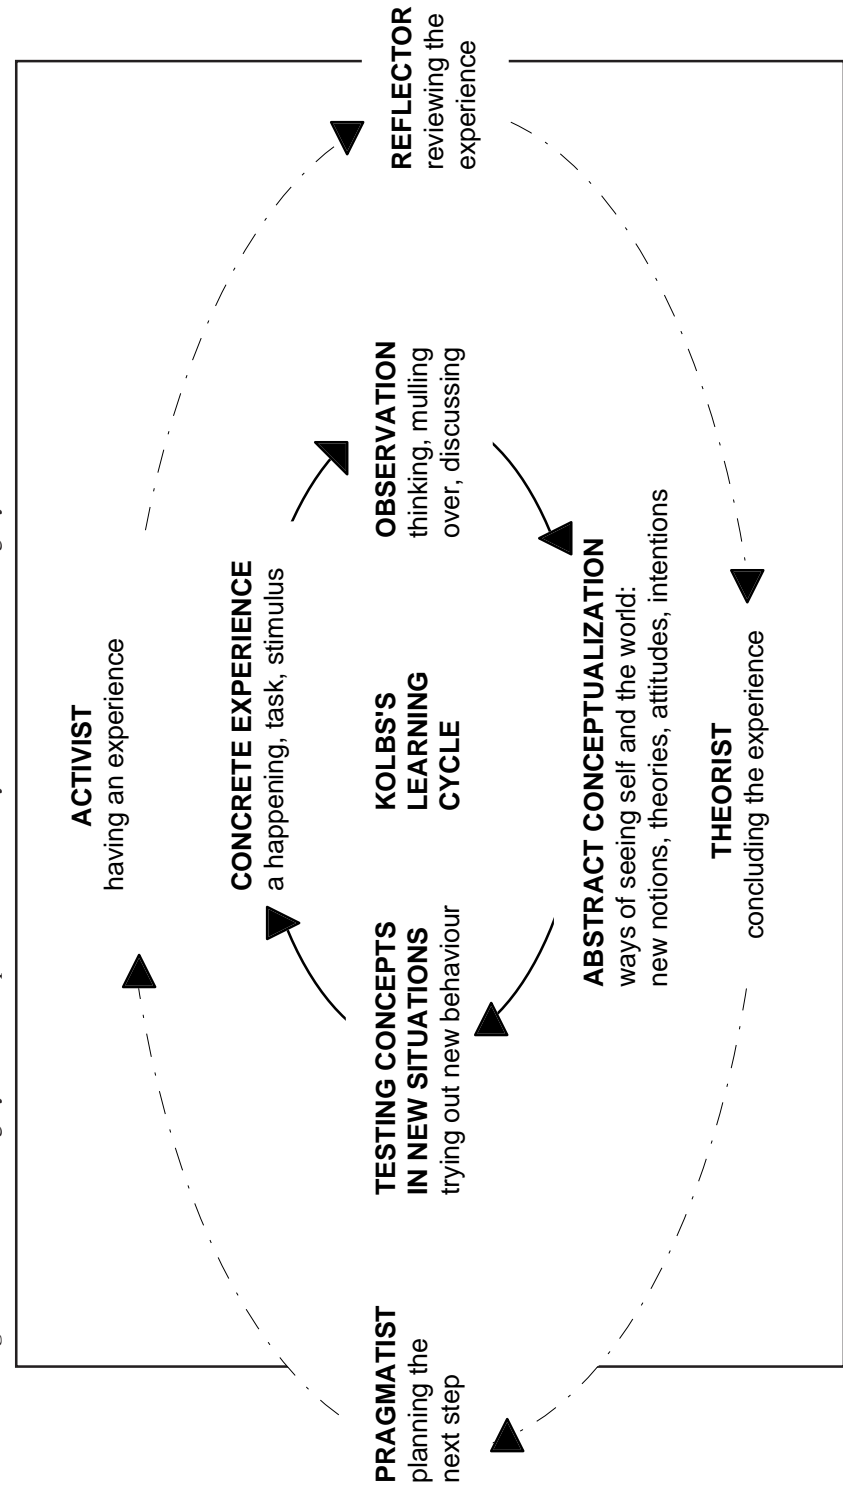 ACTIVIST
having an experience
CONCRETE EXPERIENCE
a happening, task, stimulus
PRAGMATIST
planning the
next step
TESTING CONCEPTS
IN NEW SITUATIONS
trying out new behaviour
KOLBS'S
LEARNING
CYCLE
OBSERVATION
thinking, mulling
over, discussing
REFLECTOR
reviewing the
experience
ABSTRACT CONCEPTUALIZATION
ways of seeing self and the world:
new notions, theories, attitudes, intentions
THEORIST
concluding the experience